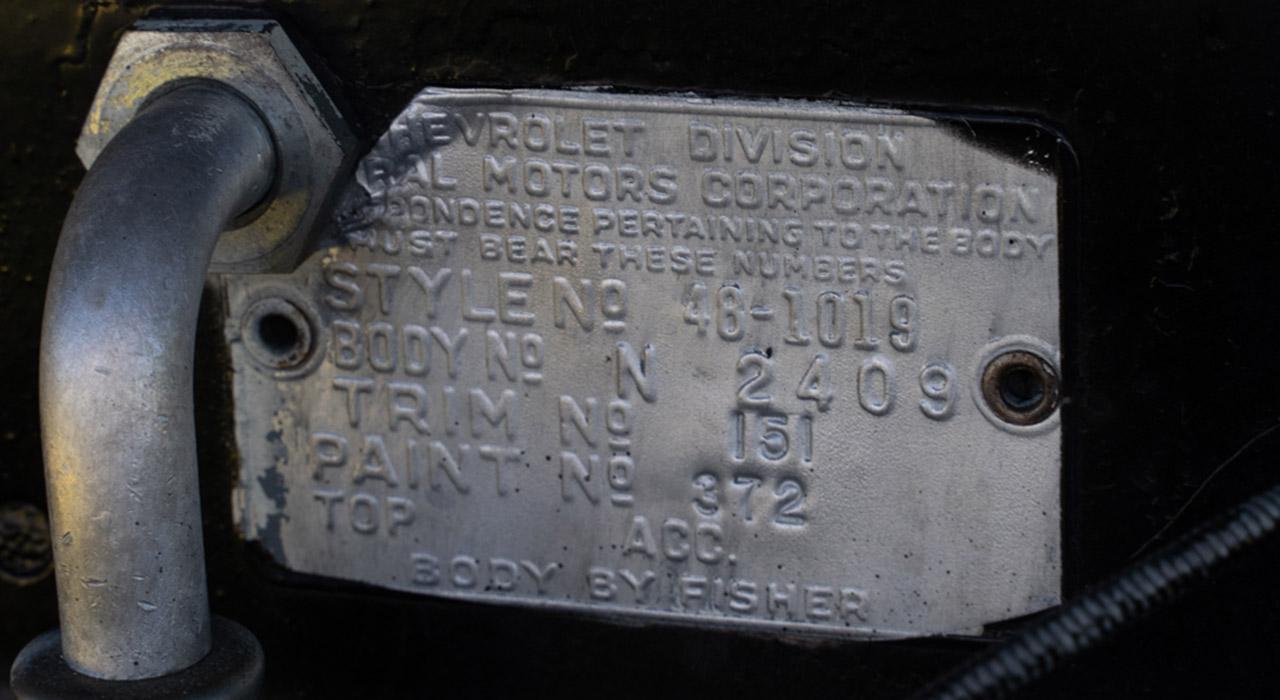 HEVROLET DIVISION
RAL MOTORS CORPORATION
PONDENCE PERTAINING TO THE BODY
MUST BEAR THESE NUMBERS
STYLE Nº 48-1019
BODY Nº N 2409
TRIM Nº 151
PAINT Nº 372
TOP ACC.
BODY BY FISHER